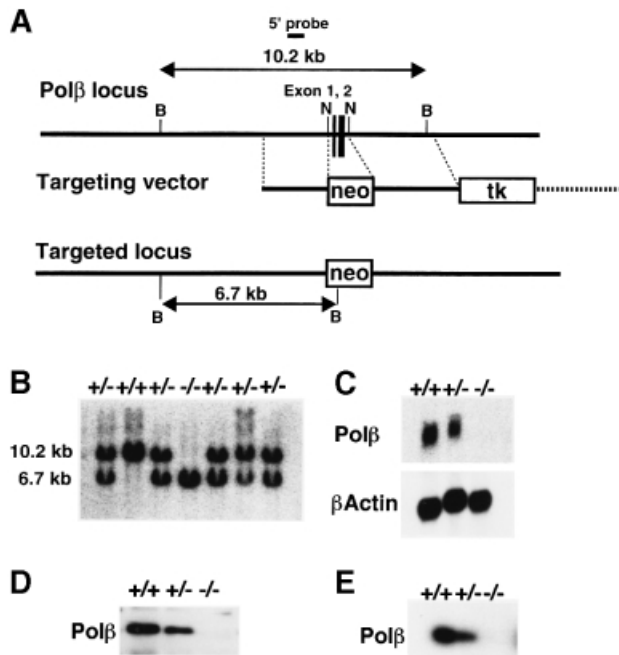 A
5' probe
10.2 kb
Polβ locus
Exon 1, 2
B
N
N
B
Targeting vector
neo
tk
Targeted locus
neo
6.7 kb
B
B
B
+/- +/+ +/- -/- +/- +/- +/-
10.2 kb
6.7 kb
C
+/+ +/- -/-
Polβ
βActin
D
+/+ +/- -/-
Polβ
E
+/+ +/- -/-
Polβ